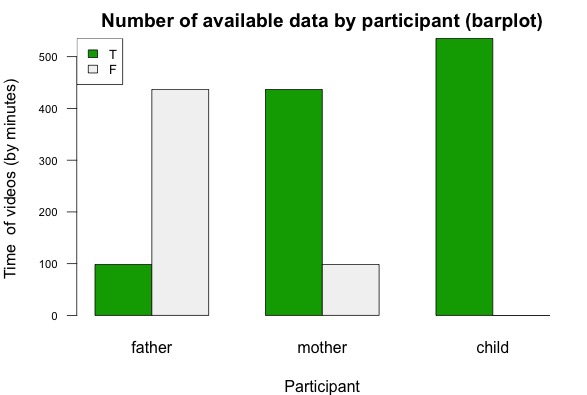 Number of available data by participant (barplot)
T
F
500
400
300
200
100
0
Time of videos (by minutes)
father mother child
Participant